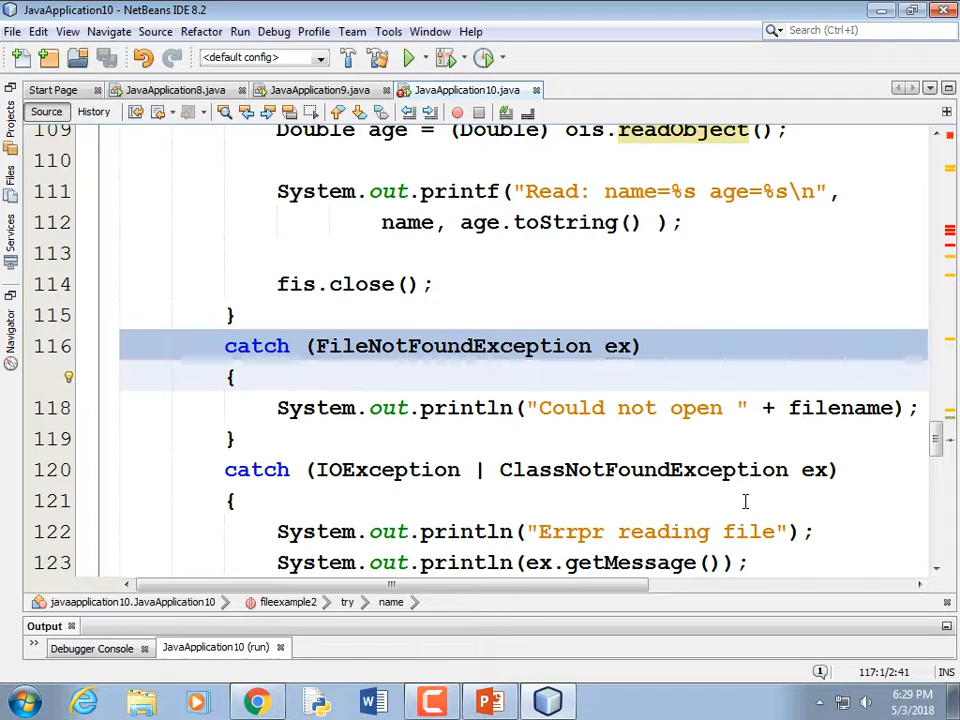 JavaApplication10 - NetBeans IDE 8.2
File Edit View Navigate Source Refactor Run Debug Profile Team Tools Window Help
Search (Ctrl+I)
<default config>
Start Page JavaApplication8.java JavaApplication9.java JavaApplication10.java
Source History
Projects
Files
Services
Navigator
109 Double age = (Double) ois.readObject();
110
111 System.out.printf("Read: name=%s age=%s\n",
112 name, age.toString() );
113
114 fis.close();
115 }
116 catch (FileNotFoundException ex)
{
118 System.out.println("Could not open " + filename);
119 }
120 catch (IOException | ClassNotFoundException ex)
121 {
122 System.out.println("Errpr reading file");
123 System.out.println(ex.getMessage());
javaapplication10.JavaApplication10 fileexample2 try name
Output
Debugger Console JavaApplication10 (run)
1 117:1/2:41 INS
6:29 PM
5/3/2018